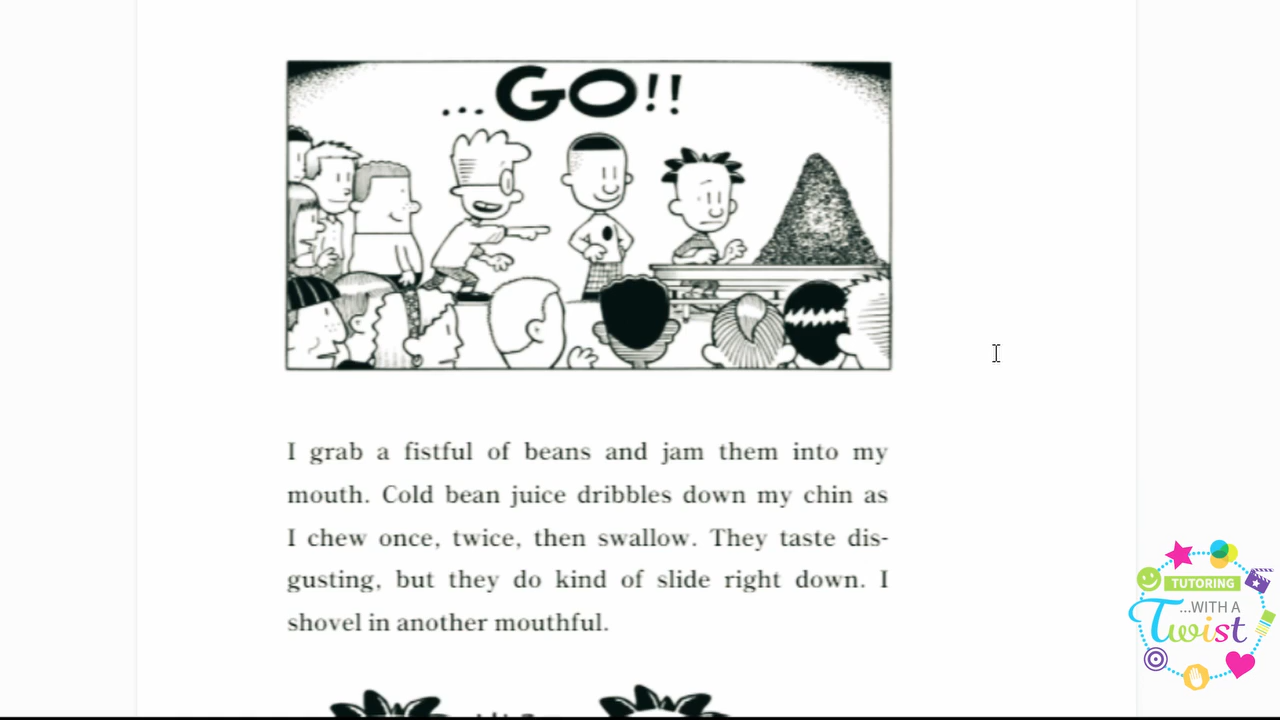 ...GO!!
I grab a fistful of beans and jam them into my
mouth. Cold bean juice dribbles down my chin as
I chew once, twice, then swallow. They taste dis-
gusting, but they do kind of slide right down. I
shovel in another mouthful.
TUTORING
...WITH A
Twist